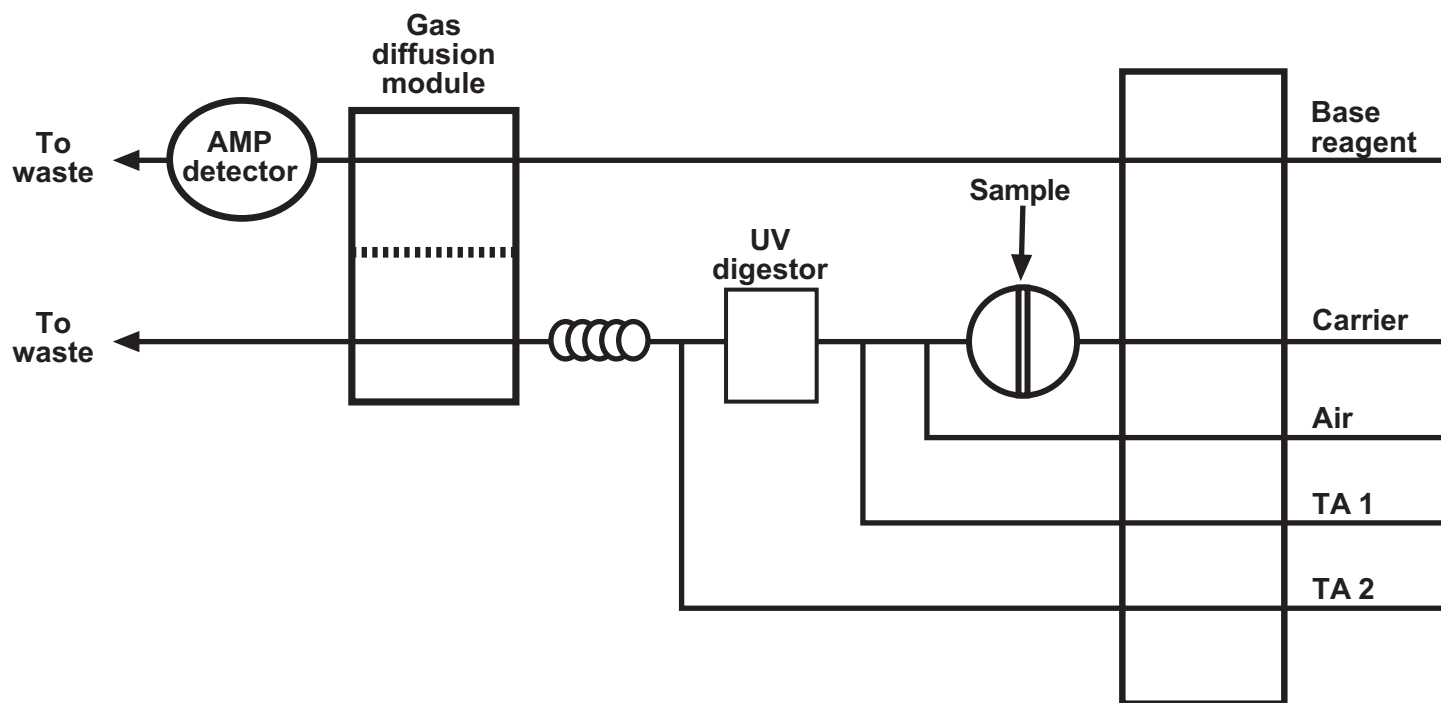 Gas
diffusion
module
Base
reagent
To
waste
AMP
detector
Sample
UV
digestor
To
waste
Carrier
Air
TA 1
TA 2